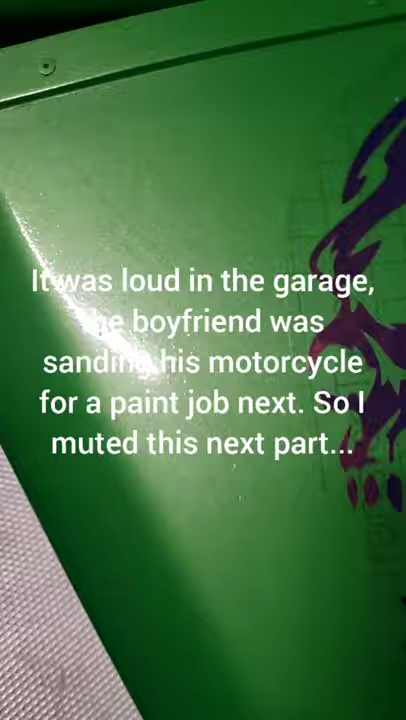 It was loud in the garage,
the boyfriend was
sanding his motorcycle
for a paint job next. So I
muted this next part...